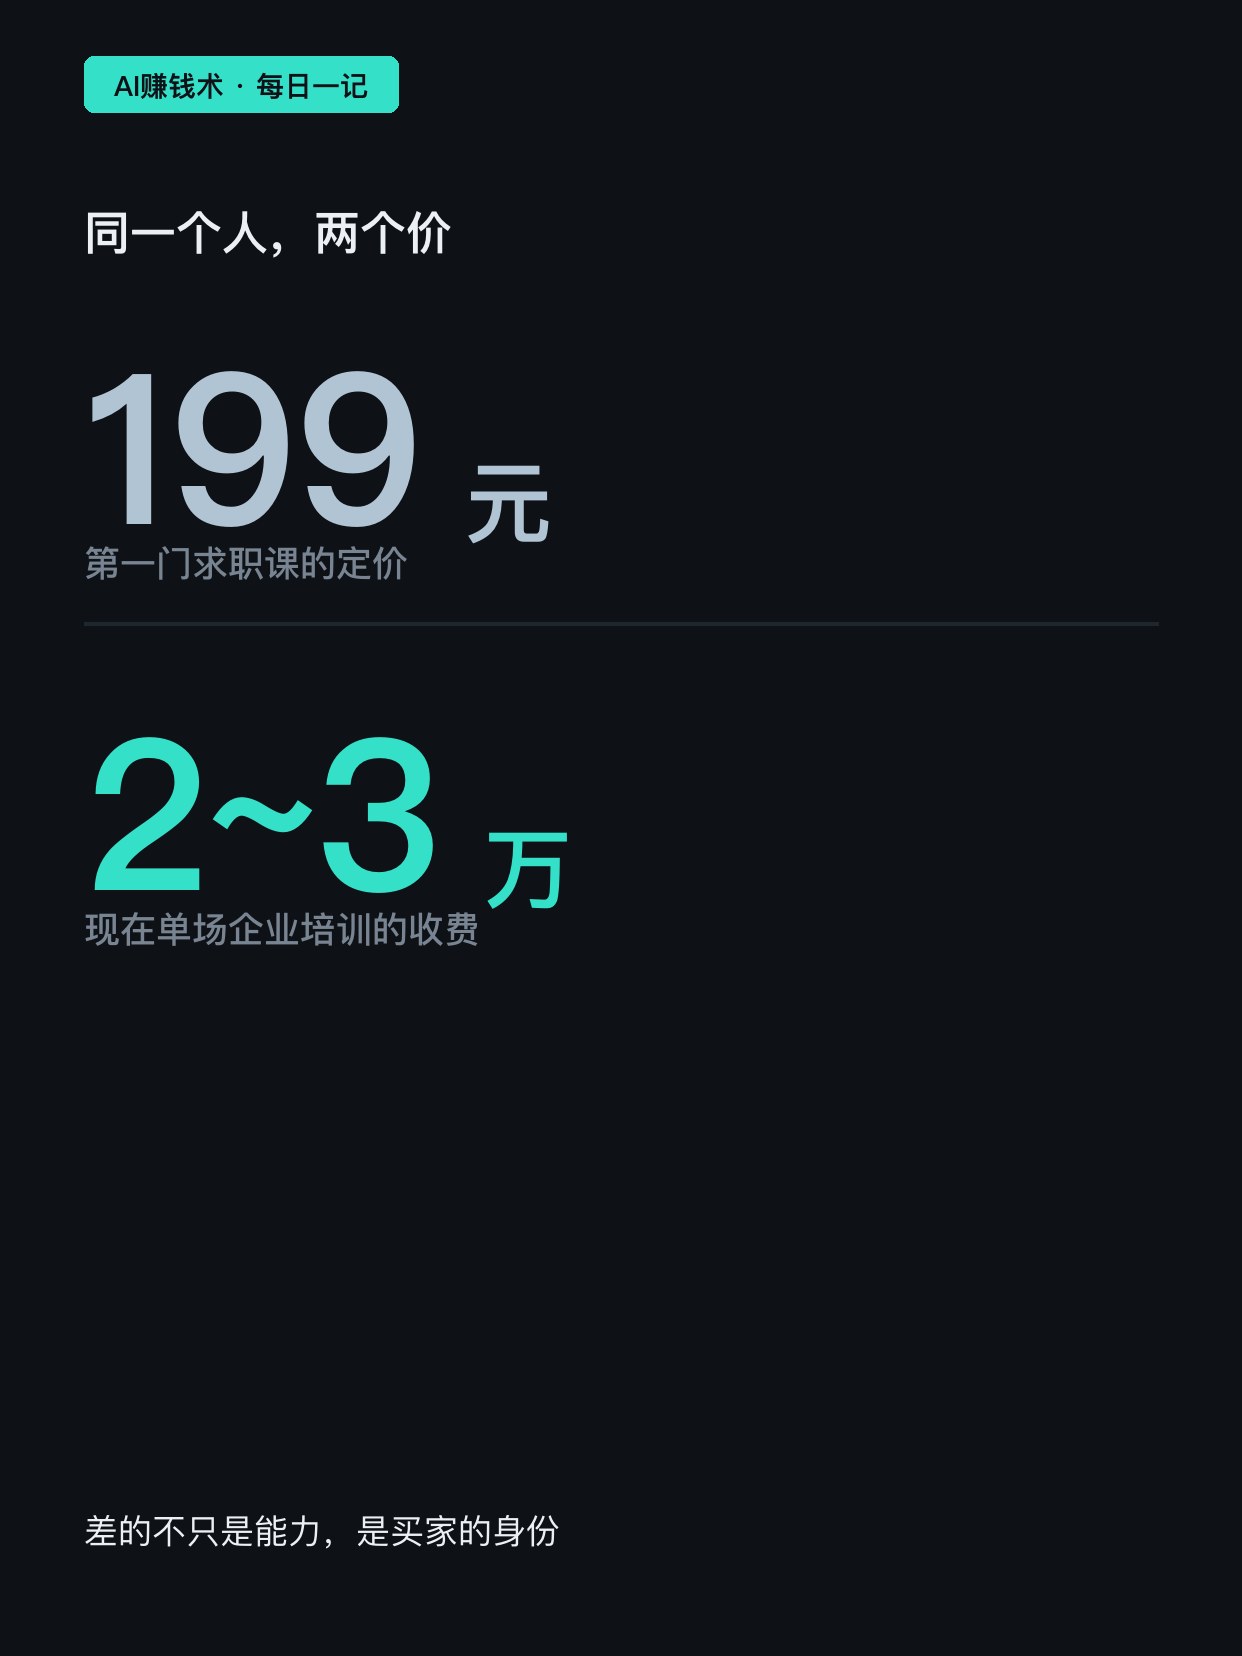 AI赚钱术 · 每日一记
同一个人，两个价
199 元
第一门求职课的定价
2~3 万
现在单场企业培训的收费
差的不只是能力，是买家的身份